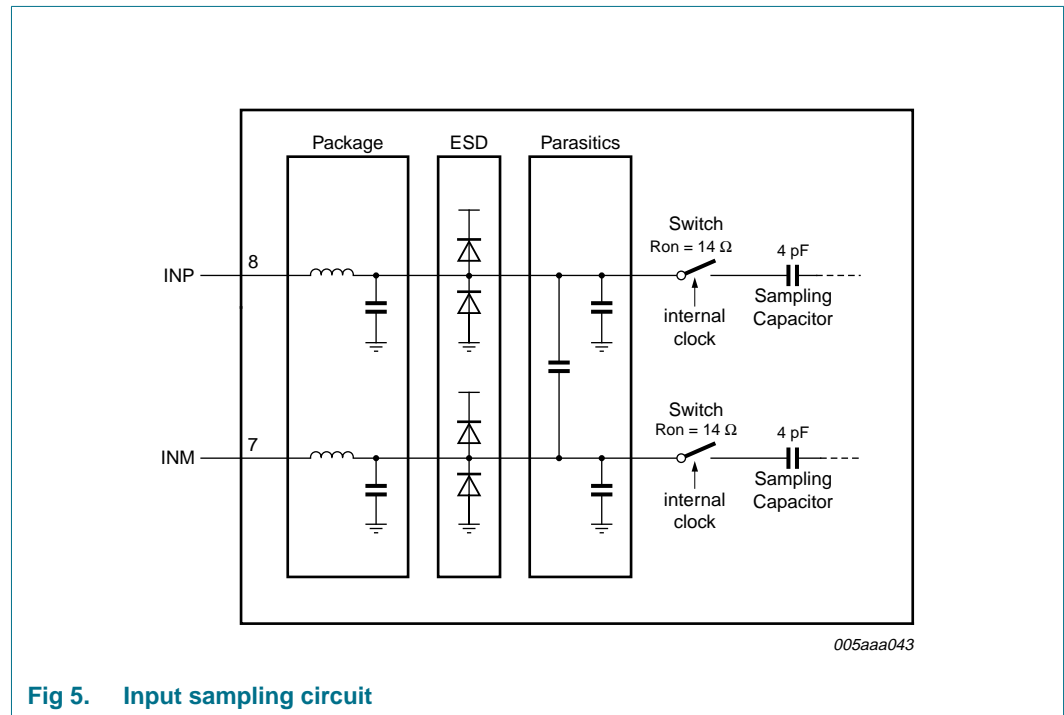 Package ESD Parasitics
Switch
Ron = 14 Ω
4 pF
INP 8
internal
clock
Sampling
Capacitor
Switch
Ron = 14 Ω
4 pF
INM 7
internal
clock
Sampling
Capacitor
005aaa043
Fig 5. Input sampling circuit